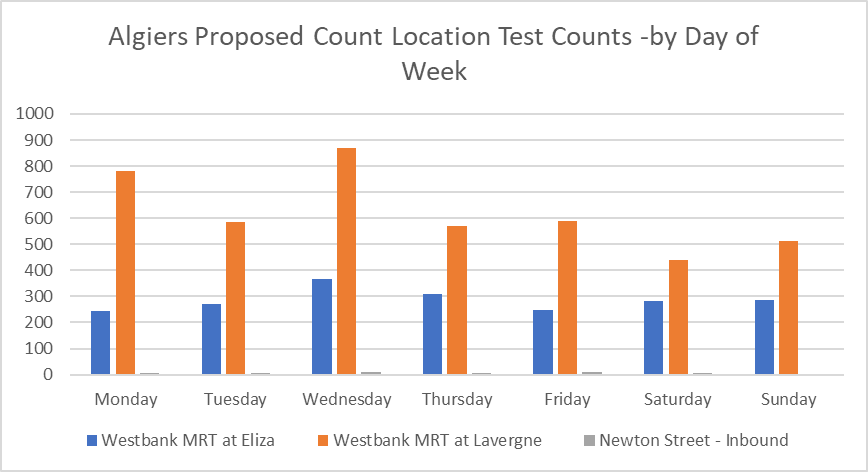 Algiers Proposed Count Location Test Counts -by Day of
Week
1000
900
800
700
600
500
400
300
200
100
0
Monday Tuesday Wednesday Thursday Friday Saturday Sunday
Westbank MRT at Eliza Westbank MRT at Lavergne Newton Street - Inbound